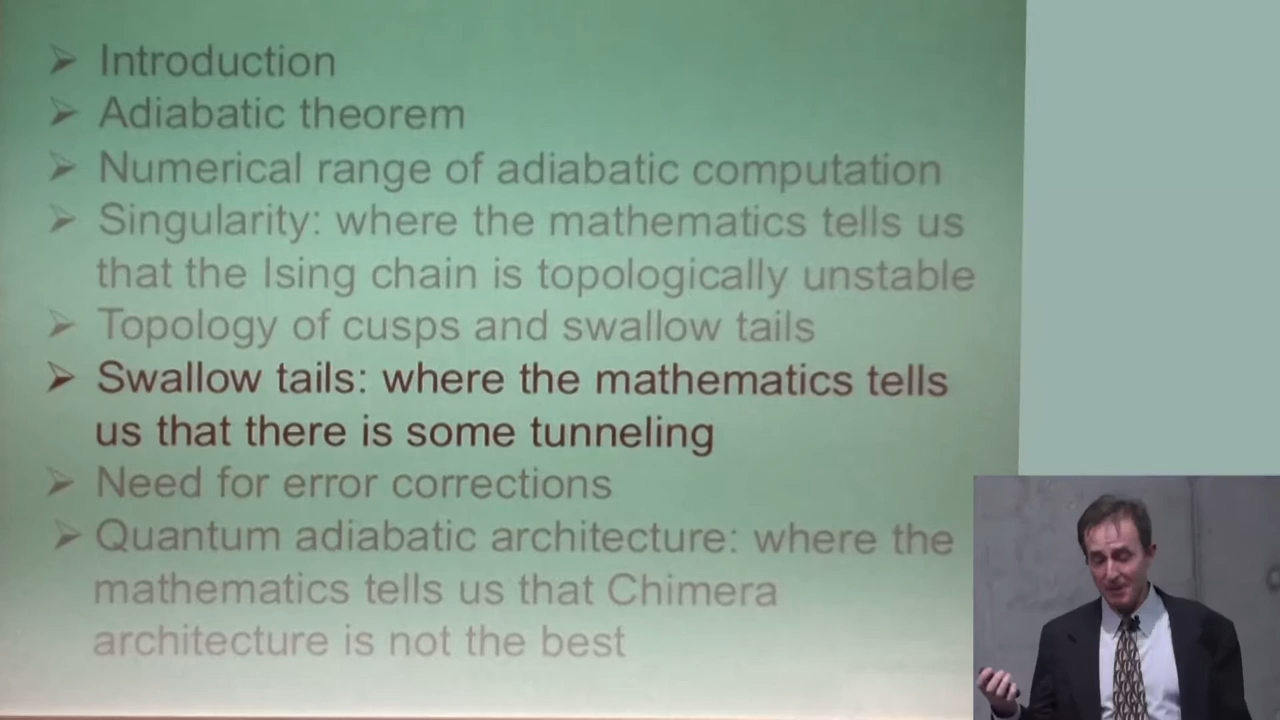 Introduction
Adiabatic theorem
Numerical range of adiabatic computation
Singularity: where the mathematics tells us
that the Ising chain is topologically unstable
Topology of cusps and swallow tails
Swallow tails: where the mathematics tells
us that there is some tunneling
Need for error corrections
Quantum adiabatic architecture: where the
mathematics tells us that Chimera
architecture is not the best